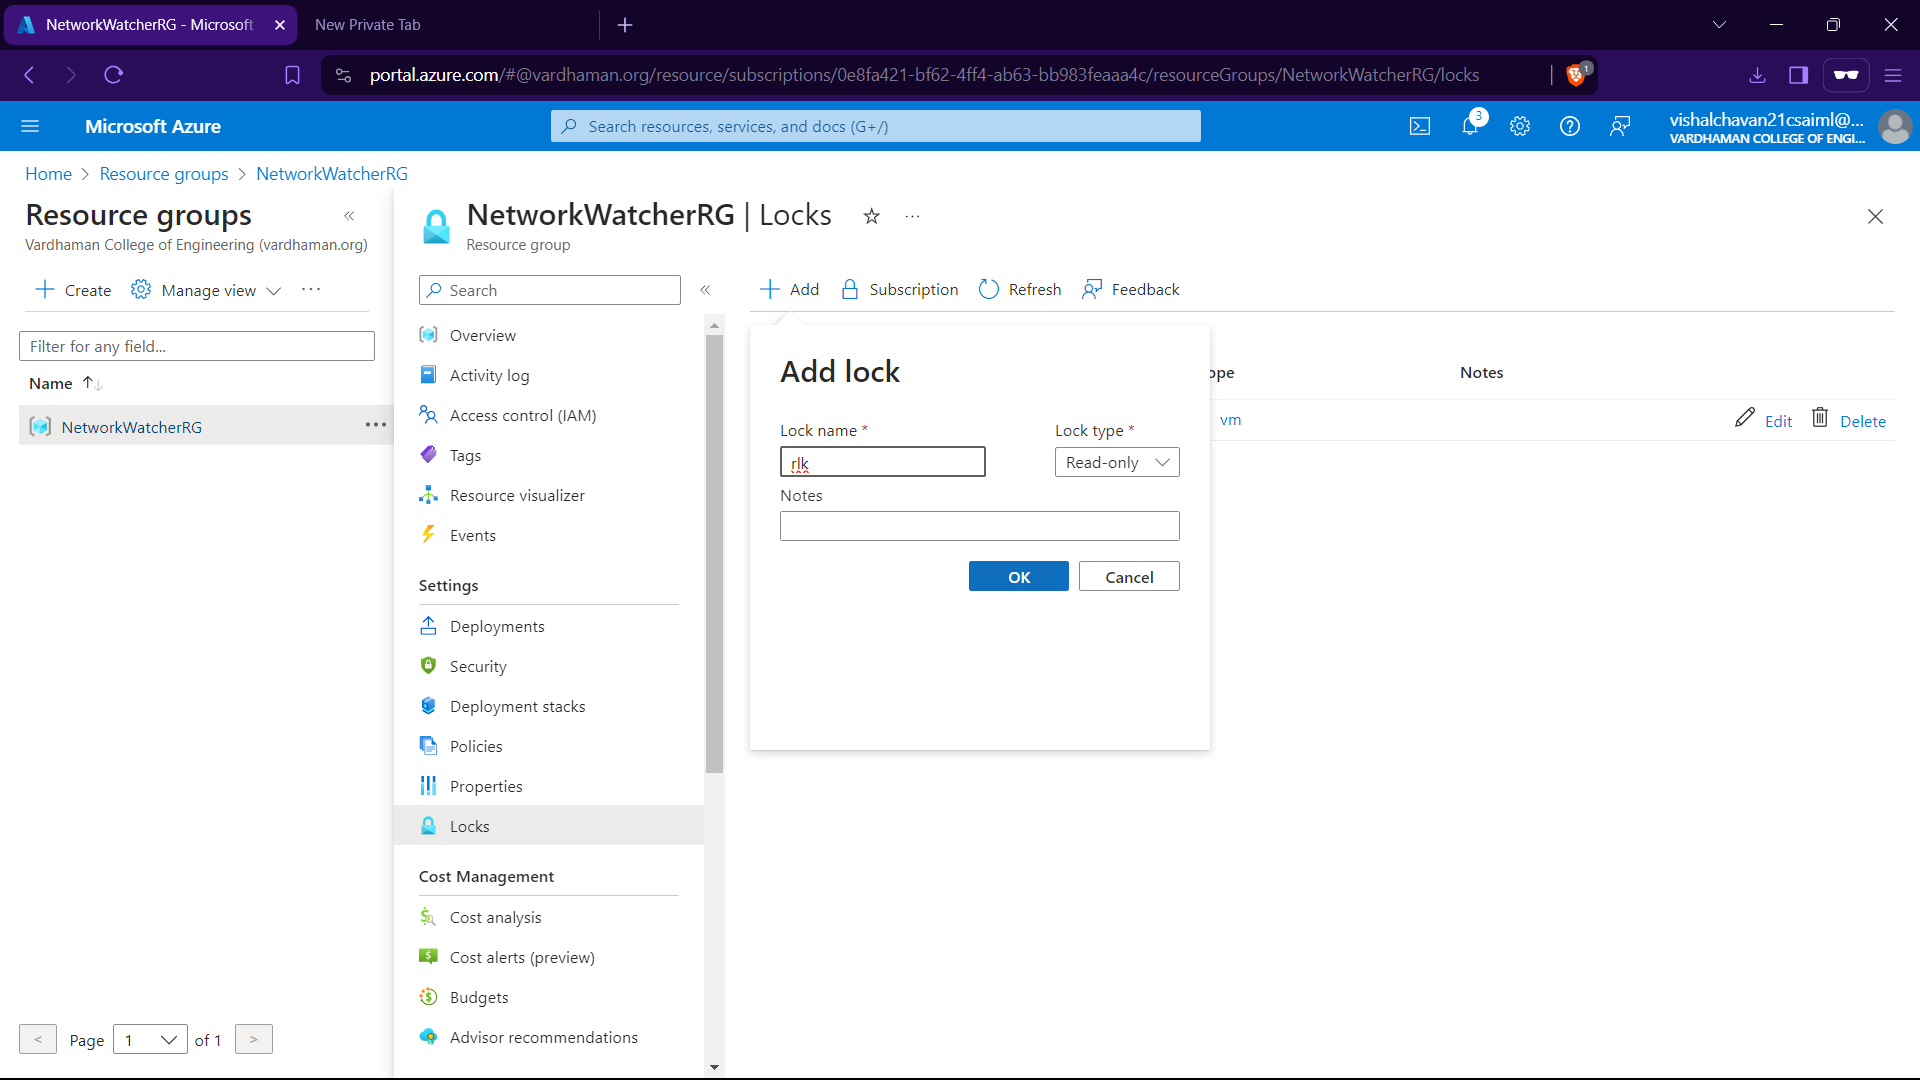 NetworkWatcherRG - Microsoft
New Private Tab
portal.azure.com/#@vardhaman.org/resource/subscriptions/0e8fa421-bf62-4ff4-ab63-bb983feaaa4c/resourceGroups/NetworkWatcherRG/locks
1
Microsoft Azure
Search resources, services, and docs (G+/)
3
vishalchavan21csaiml@...
VARDHAMAN COLLEGE OF ENGI...
Home > Resource groups > NetworkWatcherRG
Resource groups
Vardhaman College of Engineering (vardhaman.org)
Create
Manage view
Filter for any field...
Name
NetworkWatcherRG
Page 1 of 1
NetworkWatcherRG | Locks
Resource group
Search
Overview
Activity log
Access control (IAM)
Tags
Resource visualizer
Events
Settings
Deployments
Security
Deployment stacks
Policies
Properties
Locks
Cost Management
Cost analysis
Cost alerts (preview)
Budgets
Advisor recommendations
Add
Subscription
Refresh
Feedback
Add lock
Lock name *
Lock type *
rlk
Read-only
Notes
OK
Cancel
ope
Notes
vm
Edit
Delete